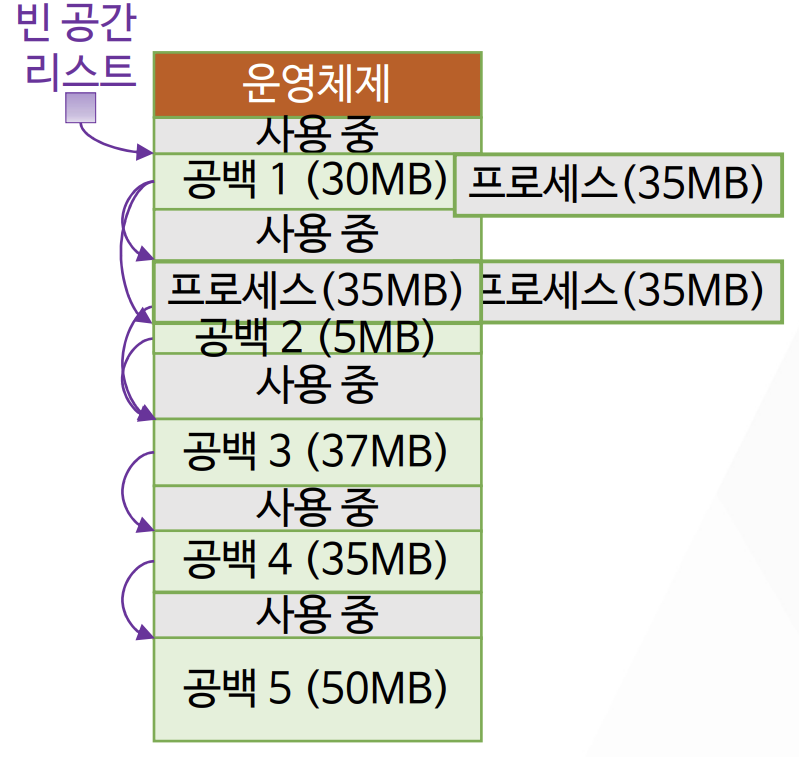 빈 공간
리스트
운영체제
사용 중
공백 1 (30MB)
프로세스(35MB)
사용 중
프로세스(35MB)
프로세스(35MB)
공백 2 (5MB)
사용 중
공백 3 (37MB)
사용 중
공백 4 (35MB)
사용 중
공백 5 (50MB)